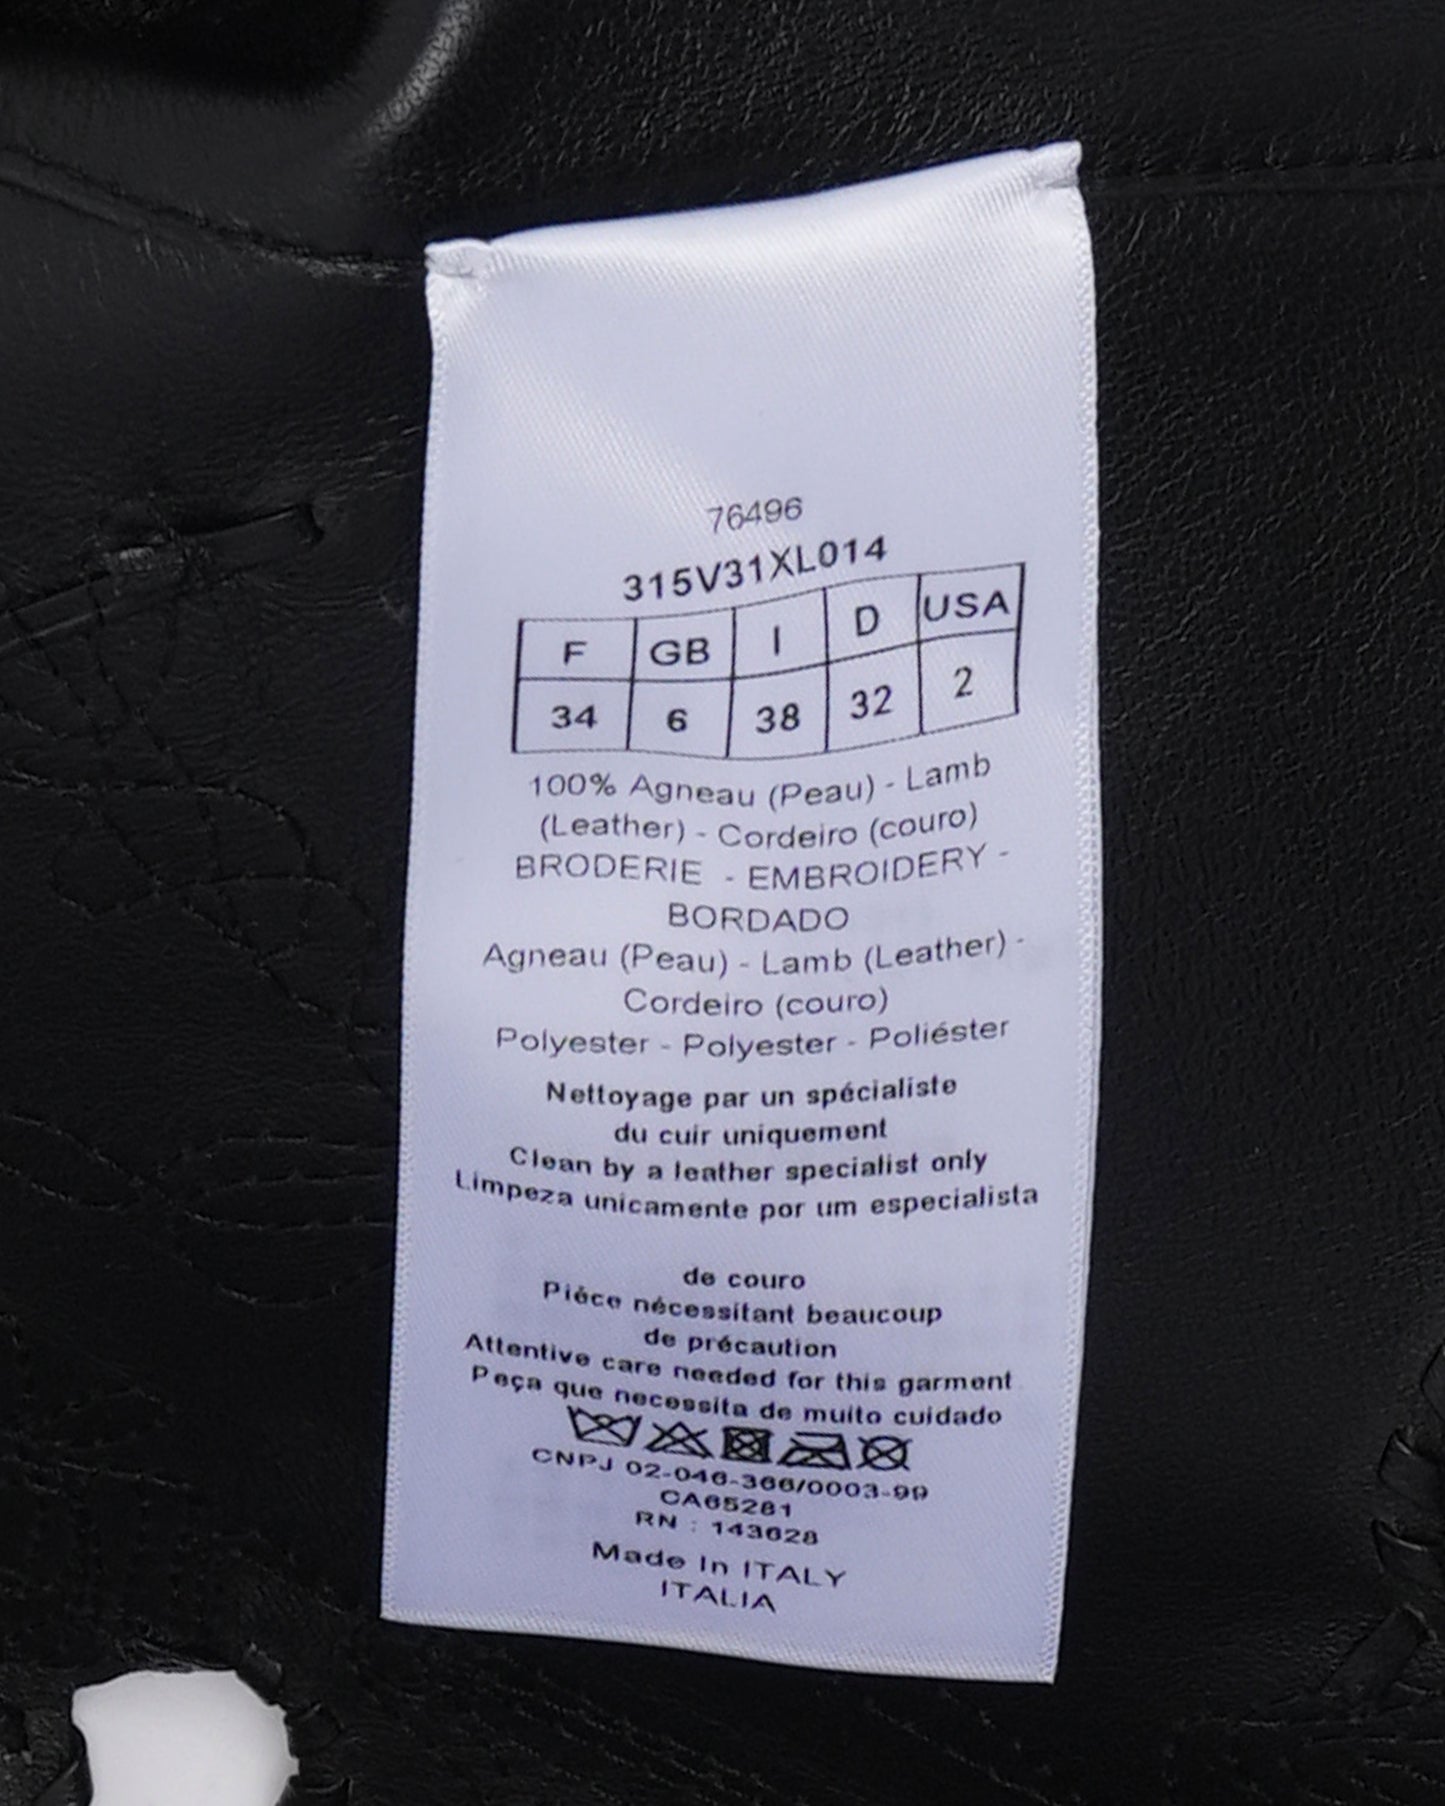 76496
315V31XL014
F GB I D USA
34 6 38 32 2
100% Agneau (Peau) - Lamb
(Leather) - Cordeiro (couro)
BRODERIE - EMBROIDERY -
BORDADO
Agneau (Peau) - Lamb (Leather) -
Cordeiro (couro)
Polyester - Polyester - Poliéster
Nettoyage par un spécialiste
du cuir uniquement
Clean by a leather specialist only
Limpeza unicamente por um especialista
de couro
Pièce nécessitant beaucoup
de précaution
Attentive care needed for this garment
Peça que necessita de muito cuidado
CNPJ 02-046-366/0003-99
CA65281
RN : 143628
Made In ITALY
ITALIA